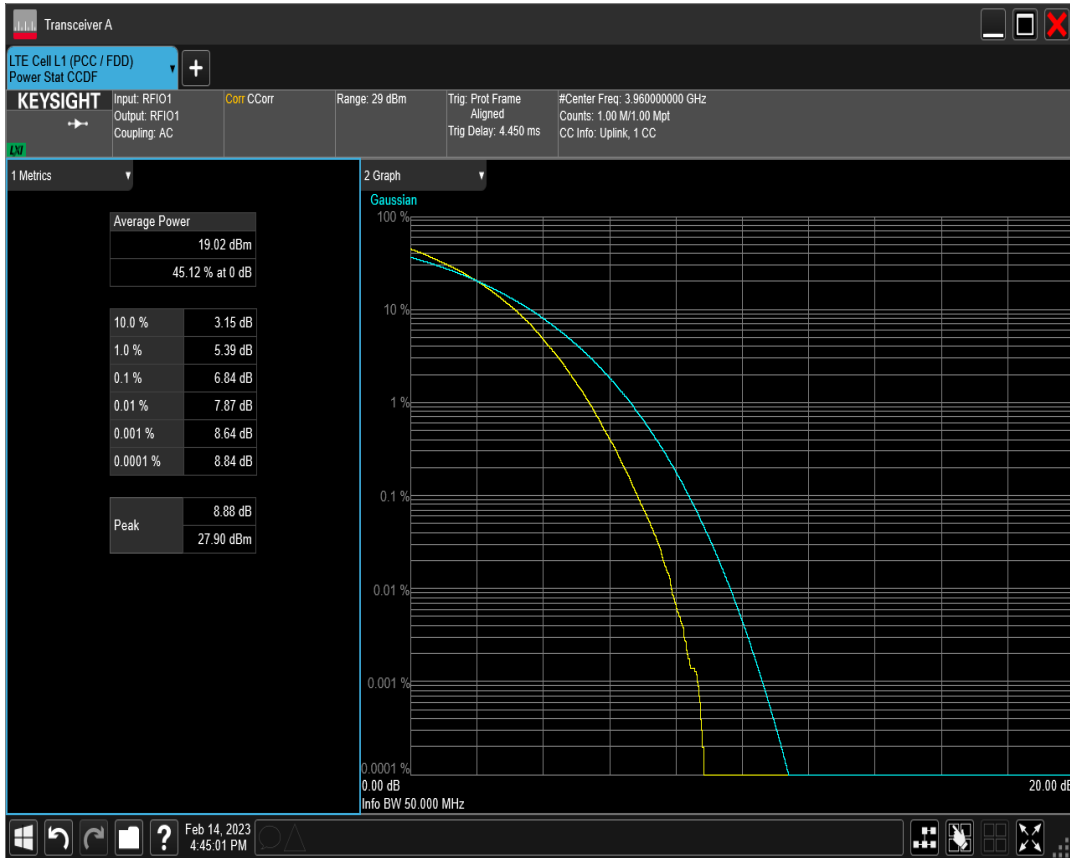 Transceiver A
LTE Cell L1 (PCC / FDD)
Power Stat CCDF
KEYSIGHT
LXI
Input: RFIO1
Output: RFIO1
Coupling: AC
Corr CCorr
Range: 29 dBm
Trig: Prot Frame
Aligned
Trig Delay: 4.450 ms
#Center Freq: 3.960000000 GHz
Counts: 1.00 M/1.00 Mpt
CC Info: Uplink, 1 CC
1 Metrics
Average Power
19.02 dBm
45.12 % at 0 dB
10.0 % 3.15 dB
1.0 % 5.39 dB
0.1 % 6.84 dB
0.01 % 7.87 dB
0.001 % 8.64 dB
0.0001 % 8.84 dB
Peak
8.88 dB
27.90 dBm
2 Graph
Gaussian
100 %
10 %
1 %
0.1 %
0.01 %
0.001 %
0.0001 %
0.00 dB 20.00 dB
Info BW 50.000 MHz
Feb 14, 2023
4:45:01 PM